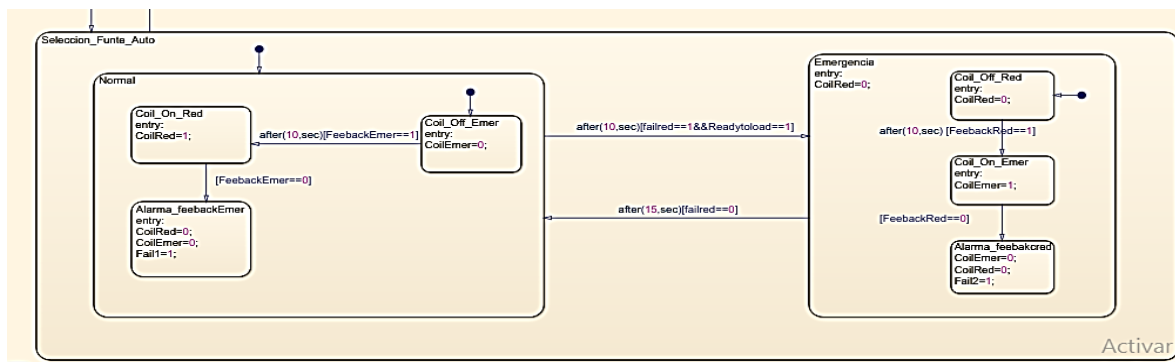 Seleccion_Funte_Auto
Normal
Coil_On_Red
entry:
CoilRed=1;
after(10,sec)[FeebackEmer==1]
Coil_Off_Emer
entry:
CoilEmer=0;
[FeebackEmer==0]
Alarma_feebackEmer
entry:
CoilRed=0;
CoilEmer=0;
Fail1=1;
after(10,sec)[failred==1&&Readytoload==1]
after(15,sec)[failred==0]
Emergencia
entry:
CoilRed=0;
Coil_Off_Red
entry:
CoilRed=0;
after(10,sec) [FeebackRed==1]
Coil_On_Emer
entry:
CoilEmer=1;
[FeebackRed==0]
Alarma_feebakcred
CoilEmer=0;
CoilRed=0;
Fail2=1;
Activar